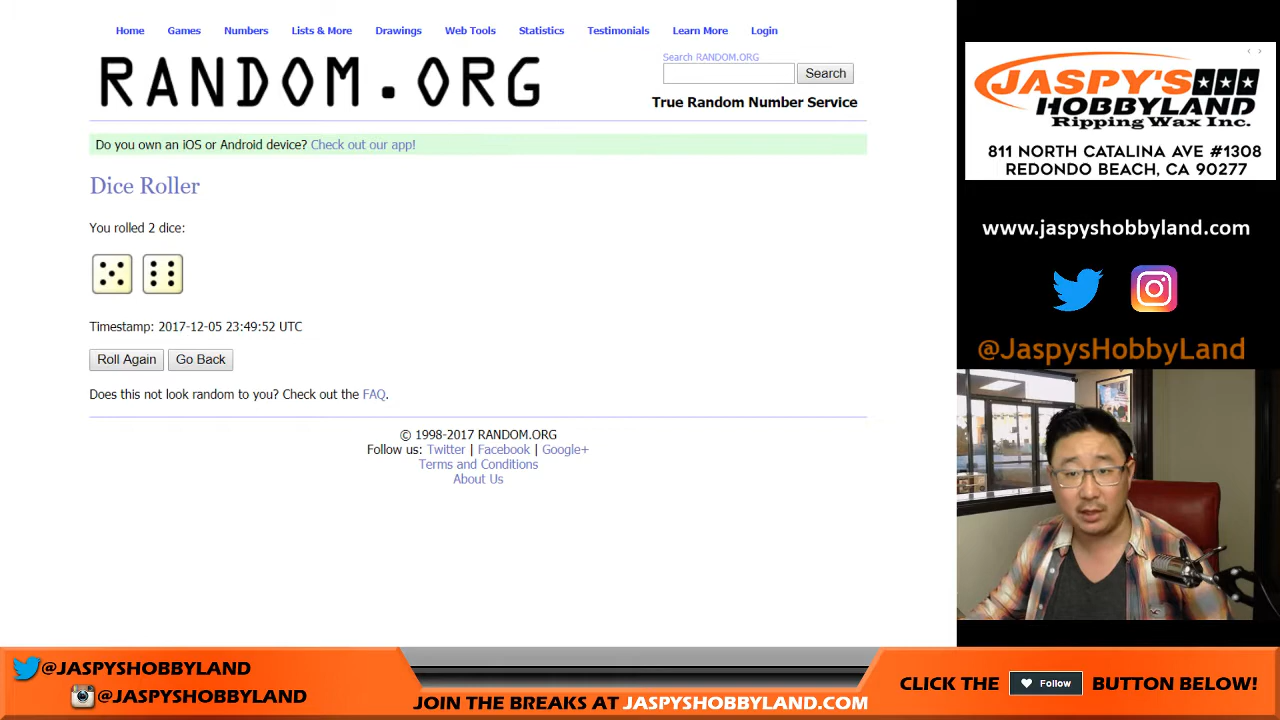 Home Games Numbers Lists & More Drawings Web Tools Statistics Testimonials Learn More Login
RANDOM.ORG
Search RANDOM.ORG
Search
True Random Number Service
Do you own an iOS or Android device? Check out our app!
Dice Roller
You rolled 2 dice:
Timestamp: 2017-12-05 23:49:52 UTC
Roll Again Go Back
Does this not look random to you? Check out the FAQ.
© 1998-2017 RANDOM.ORG
Follow us: Twitter | Facebook | Google+
Terms and Conditions
About Us
JASPY'S
HOBBYLAND
Ripping Wax Inc.
811 NORTH CATALINA AVE #1308
REDONDO BEACH, CA 90277
www.jaspyshobbyland.com
@JaspysHobbyLand
@JASPYSHOBBYLAND
@JASPYSHOBBYLAND
JOIN THE BREAKS AT JASPYSHOBBYLAND.COM
CLICK THE Follow BUTTON BELOW!